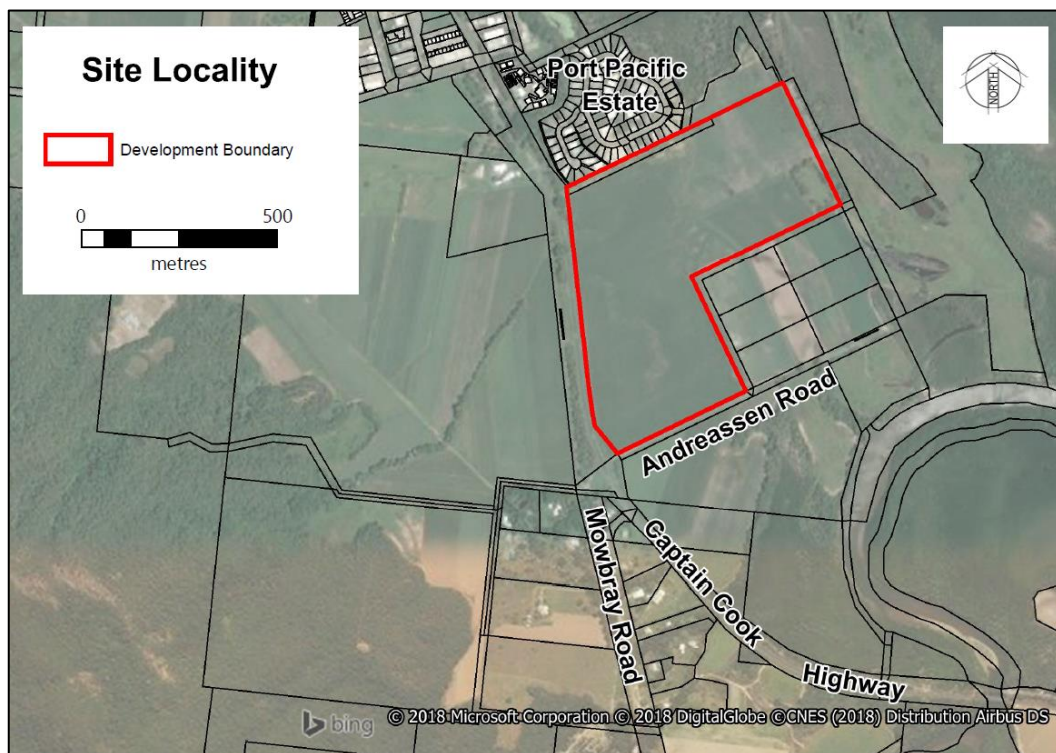 Site Locality
Development Boundary
0 500
metres
Port Pacific
Estate
NORTH
Andreassen Road
Mowbray Road
Captain Cook
Highway
bing
© 2018 Microsoft Corporation © 2018 DigitalGlobe ©CNES (2018) Distribution Airbus DS